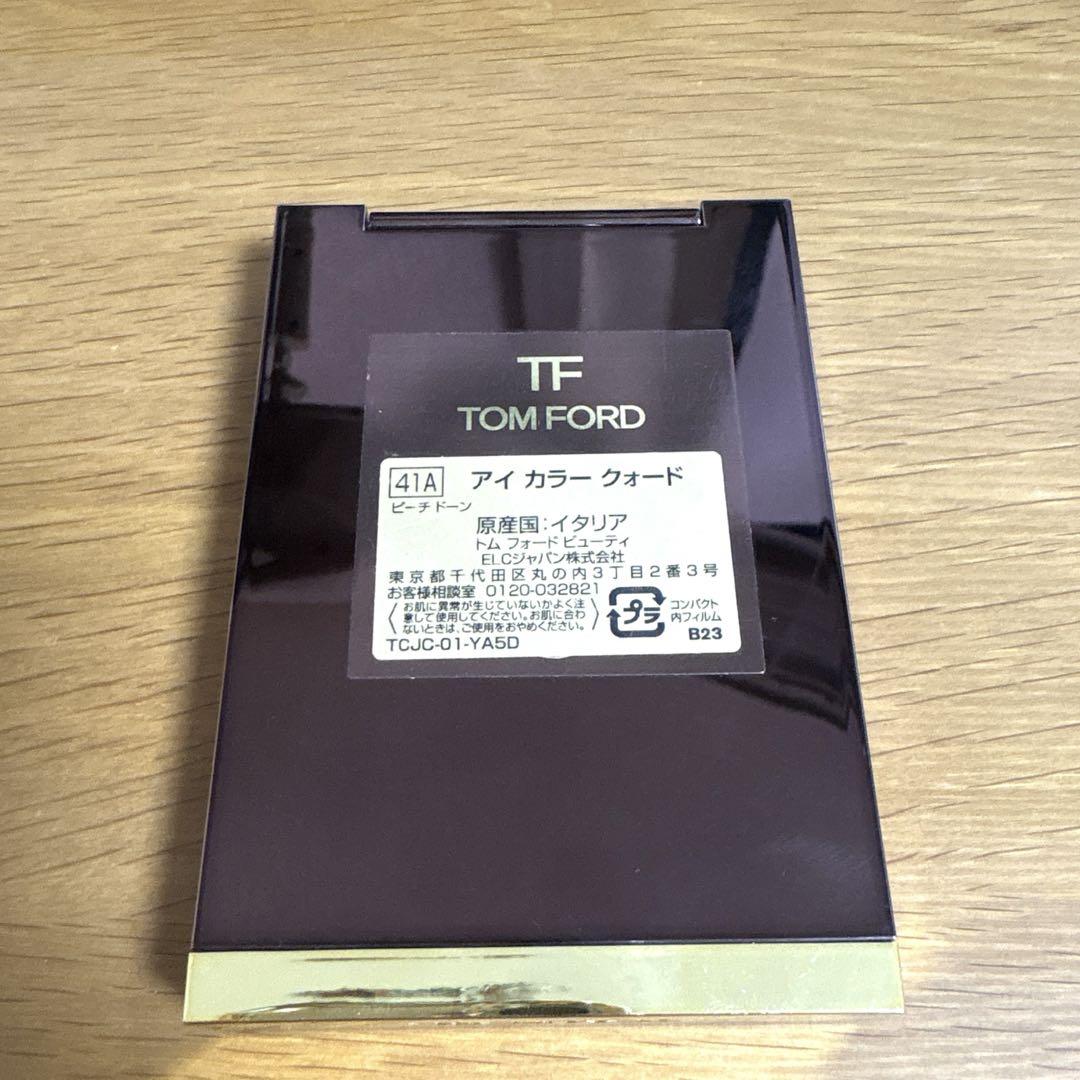 TF
TOM FORD
41A アイ カラー クォード
ピーチ ドーン
原産国:イタリア
トム フォード ビューティ
ELCジャパン株式会社
東京都千代田区丸の内3丁目2番3号
お客様相談室 0120-032821
お肌に異常が生じていないかよく注
意して使用してください。お肌に合わ
ないときは、ご使用をおやめください。
プラ
コンパクト
内フィルム
TCJC-01-YA5D
B23